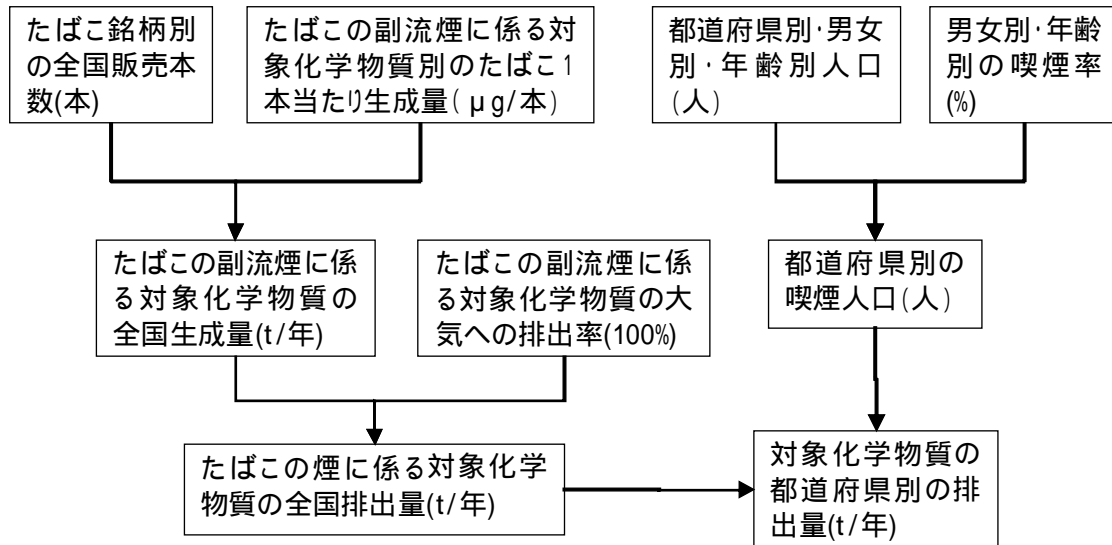 たばこ銘柄別
の全国販売本
数(本)
たばこの副流煙に係る対
象化学物質別のたばこ1
本当たり生成量(μg/本)
都道府県別・男女
別・年齢別人口
(人)
男女別・年齢
別の喫煙率
(%)
たばこの副流煙に係
る対象化学物質の
全国生成量(t/年)
たばこの副流煙に係
る対象化学物質の大
気への排出率(100%)
都道府県別の
喫煙人口(人)
たばこの煙に係る対象化学
物質の全国排出量(t/年)
対象化学物質の
都道府県別の排
出量(t/年)